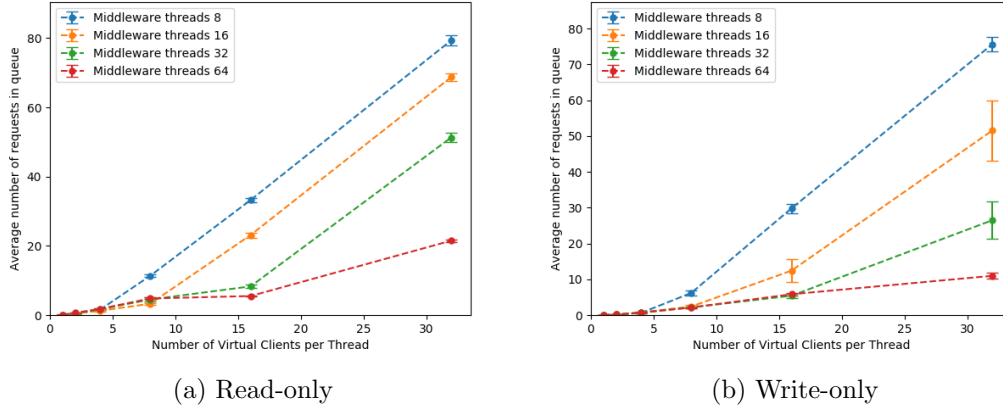 Middleware threads 8
Middleware threads 16
Middleware threads 32
Middleware threads 64
Average number of requests in queue
80
60
40
20
0
0 5 10 15 20 25 30
Number of Virtual Clients per Thread
(a) Read-only
Middleware threads 8
Middleware threads 16
Middleware threads 32
Middleware threads 64
Average number of requests in queue
80
70
60
50
40
30
20
10
0
0 5 10 15 20 25 30
Number of Virtual Clients per Thread
(b) Write-only